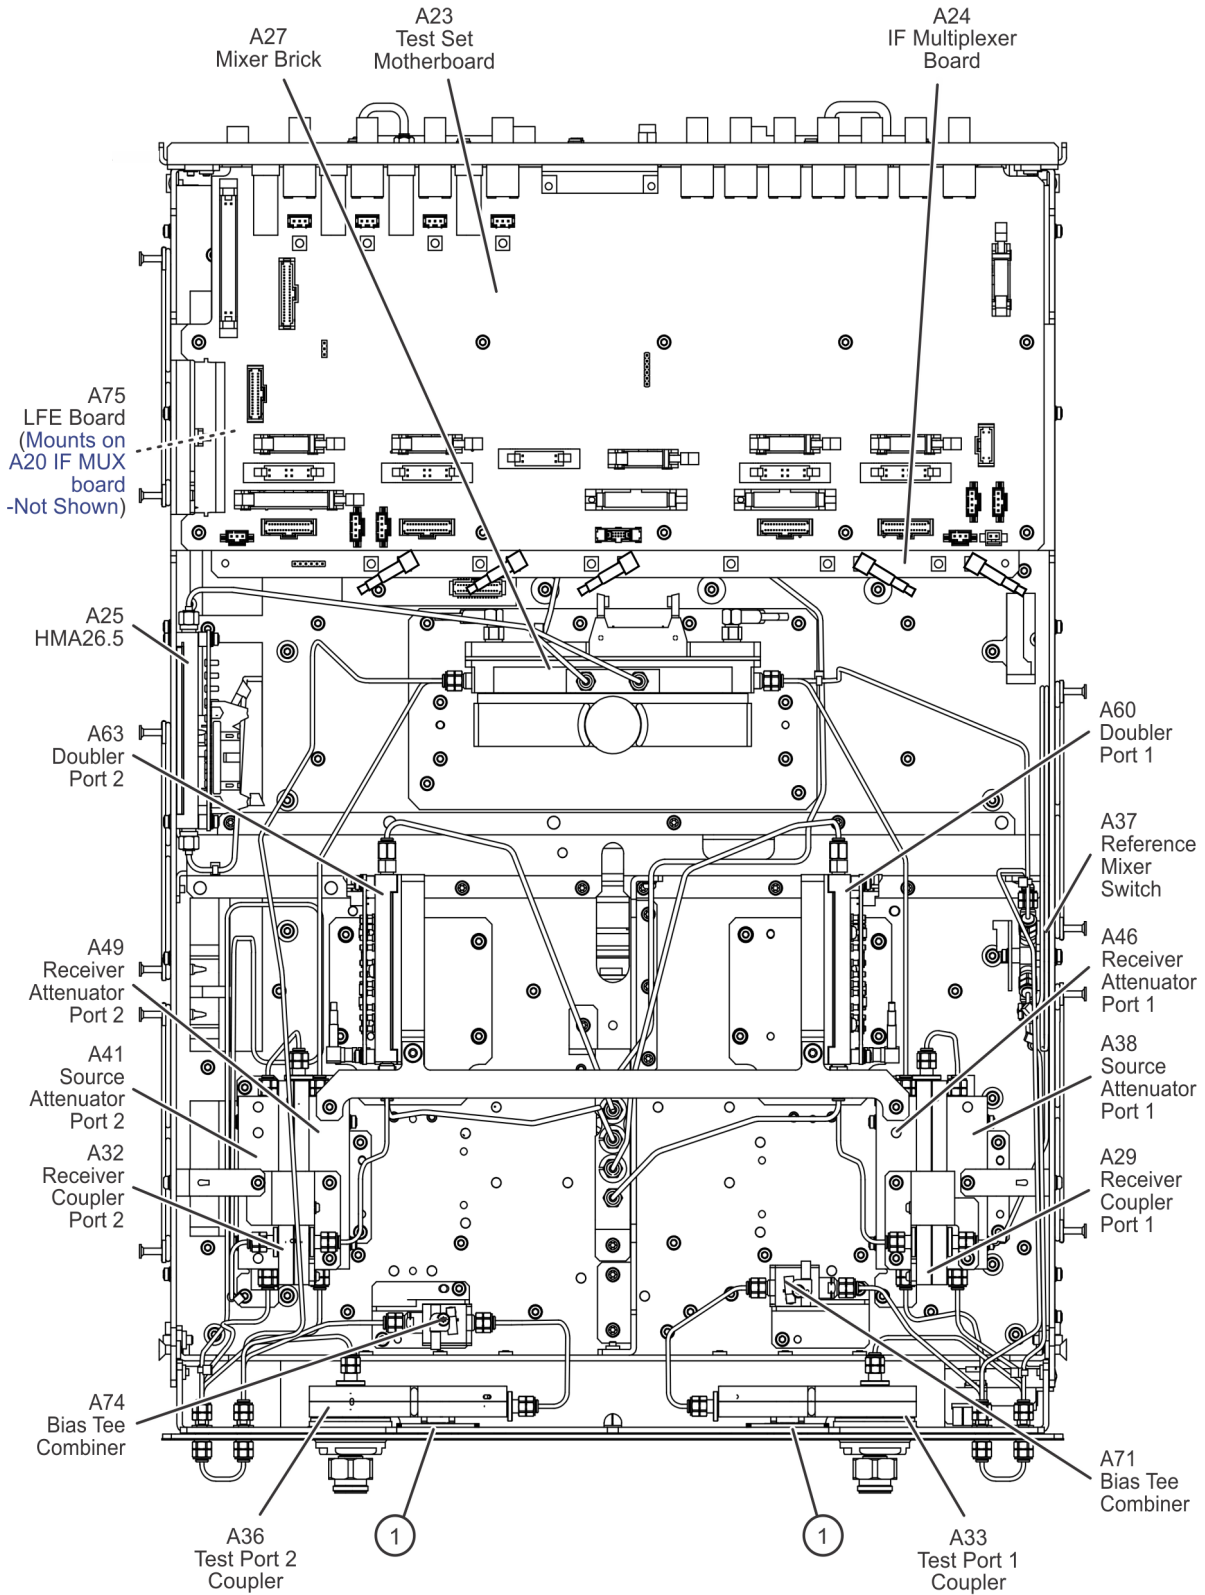 A27
Mixer Brick
A23
Test Set
Motherboard
A24
IF Multiplexer
Board
A75
LFE Board
(Mounts on
A20 IF MUX
board
-Not Shown)
A25
HMA26.5
A63
Doubler
Port 2
A49
Receiver
Attenuator
Port 2
A41
Source
Attenuator
Port 2
A32
Receiver
Coupler
Port 2
A74
Bias Tee
Combiner
A60
Doubler
Port 1
A37
Reference
Mixer
Switch
A46
Receiver
Attenuator
Port 1
A38
Source
Attenuator
Port 1
A29
Receiver
Coupler
Port 1
A71
Bias Tee
Combiner
A36
Test Port 2
Coupler
1
1
A33
Test Port 1
Coupler